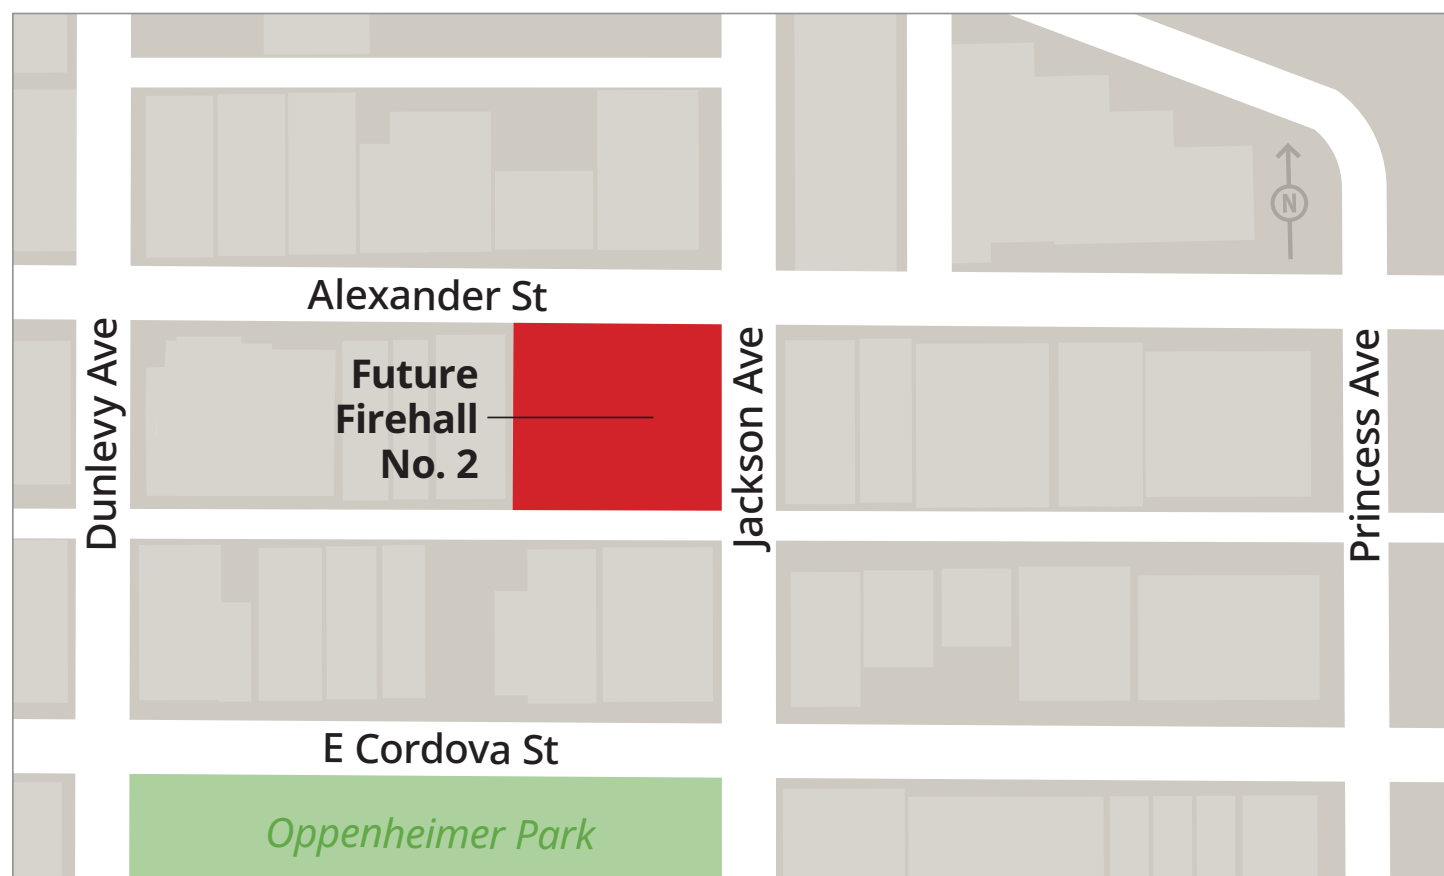 N
Alexander St
Dunlevy Ave
Future
Firehall
No. 2
Jackson Ave
Princess Ave
E Cordova St
Oppenheimer Park